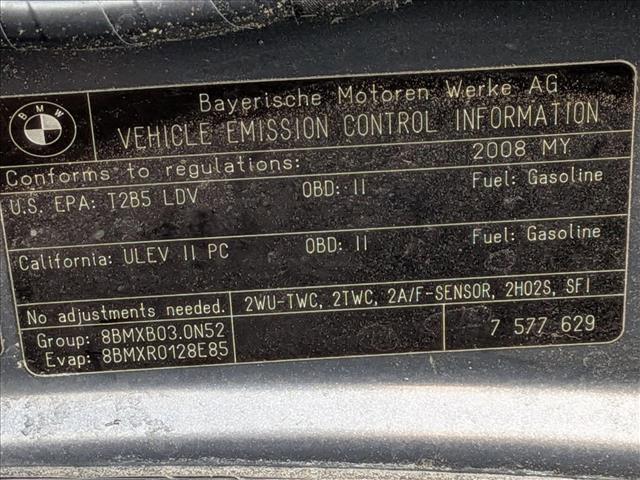 BMW
Bayerische Motoren Werke AG
VEHICLE EMISSION CONTROL INFORMATION
Conforms to regulations: 2008 MY
U.S. EPA: T2B5 LDV OBD: II Fuel: Gasoline
California: ULEV II PC OBD: II Fuel: Gasoline
No adjustments needed. 2WU-TWC, 2TWC, 2A/F-SENSOR, 2HO2S, SFI
Group: 8BMXB03.0N52 7 577 629
Evap: 8BMXR0128E85